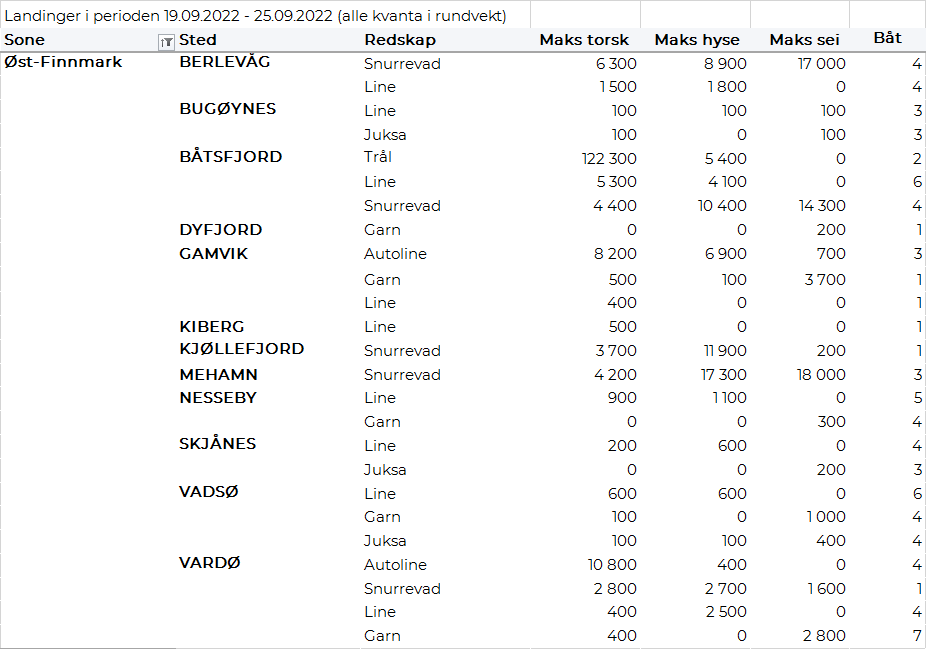 Landinger i perioden 19.09.2022 - 25.09.2022 (alle kvanta i rundvekt)
Sone Sted Redskap Maks torsk Maks hyse Maks sei Båt
Øst-Finnmark BERLEVÅG Snurrevad 6 300 8 900 17 000 4
Line 1 500 1 800 0 4
BUGØYNES Line 100 100 100 3
Juksa 100 0 100 3
BÅTSFJORD Trål 122 300 5 400 0 2
Line 5 300 4 100 0 6
Snurrevad 4 400 10 400 14 300 4
DYFJORD Garn 0 0 200 1
GAMVIK Autoline 8 200 6 900 700 3
Garn 500 100 3 700 1
Line 400 0 0 1
KIBERG Line 500 0 0 1
KJØLLEFJORD Snurrevad 3 700 11 900 200 1
MEHAMN Snurrevad 4 200 17 300 18 000 3
NESSEBY Line 900 1 100 0 5
Garn 0 0 300 4
SKJÅNES Line 200 600 0 4
Juksa 0 0 200 3
VADSØ Line 600 600 0 6
Garn 100 0 1 000 4
Juksa 100 100 400 4
VARDØ Autoline 10 800 400 0 4
Snurrevad 2 800 2 700 1 600 1
Line 400 2 500 0 4
Garn 400 0 2 800 7